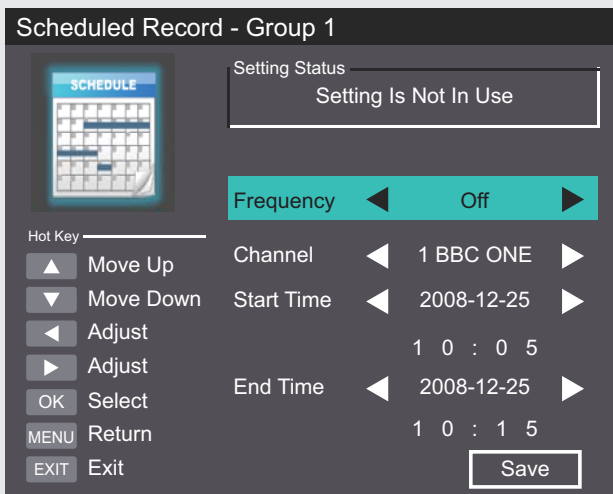 Scheduled Record - Group 1
SCHEDULE
Setting Status
Setting Is Not In Use
Frequency Off
Channel 1 BBC ONE
Start Time 2008-12-25
1 0 : 0 5
End Time 2008-12-25
1 0 : 1 5
Save
Hot Key
Move Up
Move Down
Adjust
Adjust
OK Select
MENU Return
EXIT Exit